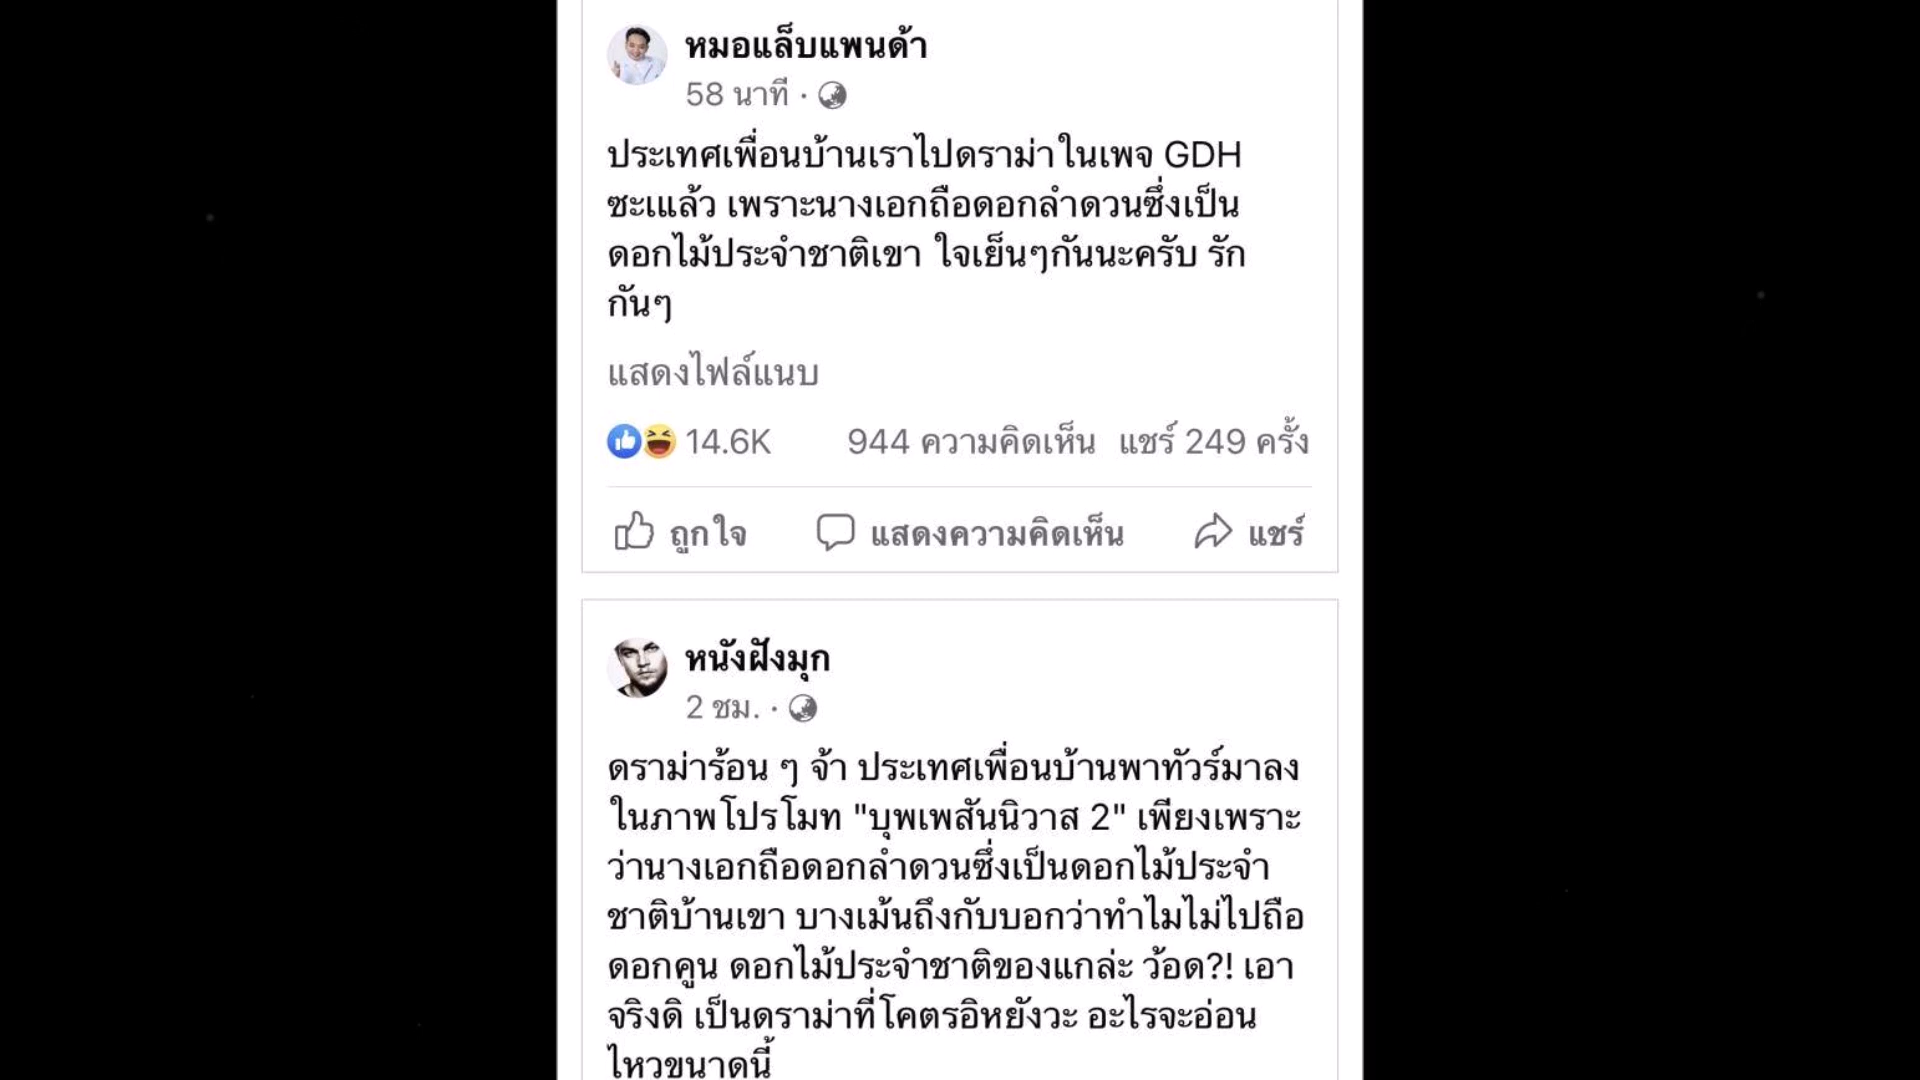 หมอแล็บแพนด้า
58 นาที ·
ประเทศเพื่อนบ้านเราไปดราม่าในเพจ GDH
ซะแล้ว เพราะนางเอกถือดอกลำดวนซึ่งเป็น
ดอกไม้ประจำชาติเขา ใจเย็นๆกันนะครับ รัก
กันๆ
แสดงไฟล์แนบ
14.6K 944 ความคิดเห็น แชร์ 249 ครั้ง
ถูกใจ แสดงความคิดเห็น แชร์
หนังฝังมุก
2 ชม. ·
ดราม่าร้อน ๆ จ้า ประเทศเพื่อนบ้านพาทัวร์มาลง
ในภาพโปรโมท "บุพเพสันนิวาส 2" เพียงเพราะ
ว่านางเอกถือดอกลำดวนซึ่งเป็นดอกไม้ประจำ
ชาติบ้านเขา บางเม้นถึงกับบอกว่าทำไมไม่ไปถือ
ดอกคูน ดอกไม้ประจำชาติของแกล่ะ ว้อด?! เอา
จริงดิ เป็นดราม่าที่โคตรอิหยังวะ อะไรจะอ่อน
ไหวขนาดนี้